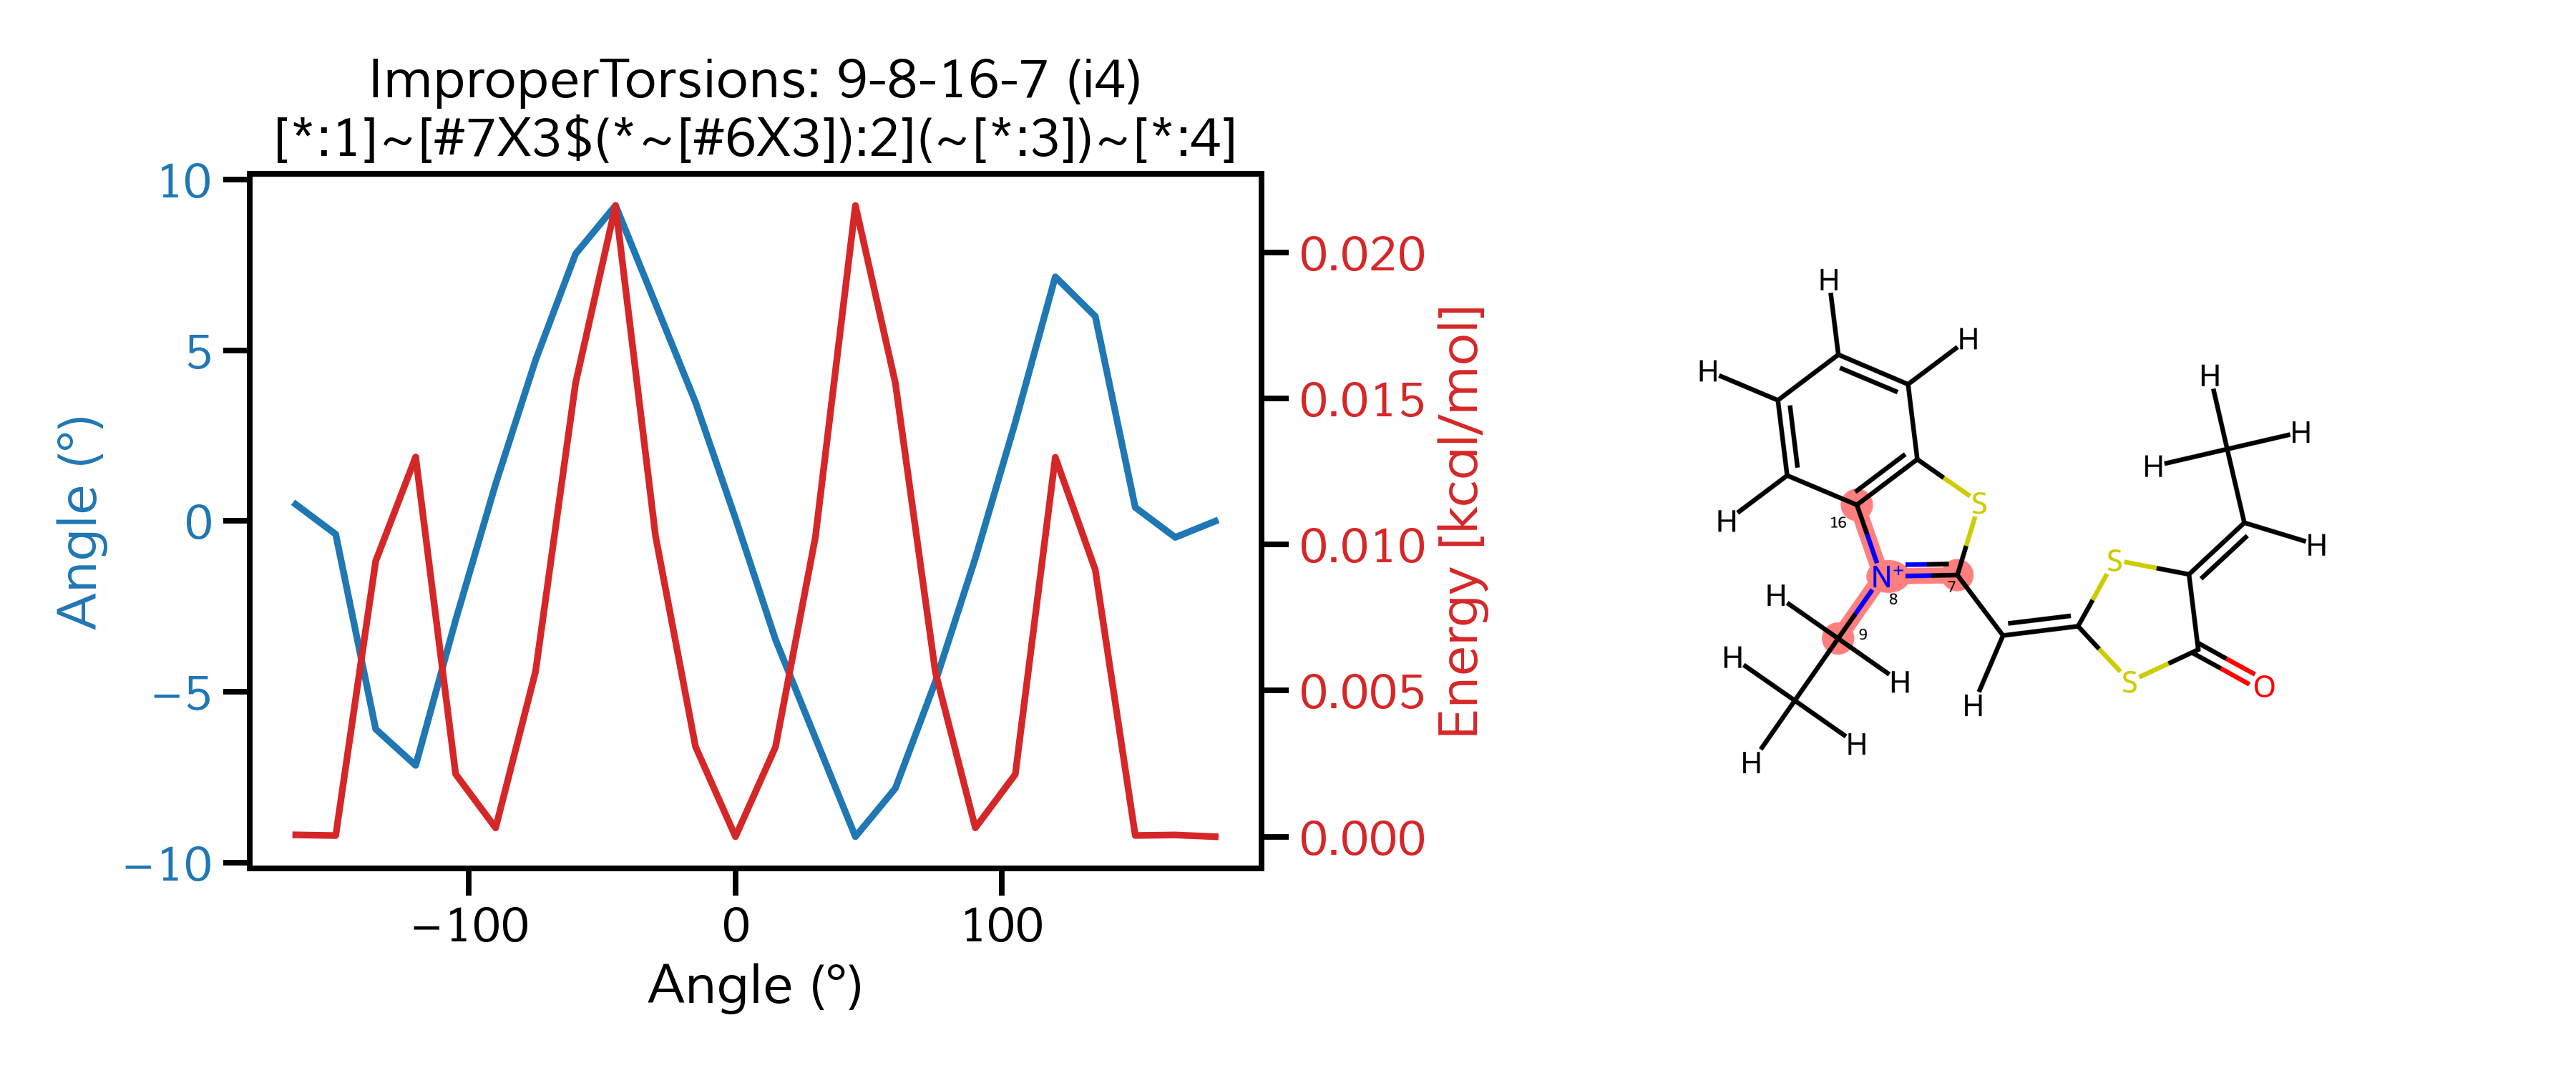 ImproperTorsions: 9-8-16-7 (i4)
[*:1]~[#7X3$(*~[#6X3]):2](~[*:3])~[*:4]
10
5
0
−5
−10
Angle (°)
0.020
0.015
0.010
0.005
0.000
Energy [kcal/mol]
−100
0
100
Angle (°)
H
H
H
H
H
H
H
S
H
16
S
H
N+
7
8
H
9
H
H
S
O
H
H
H
H